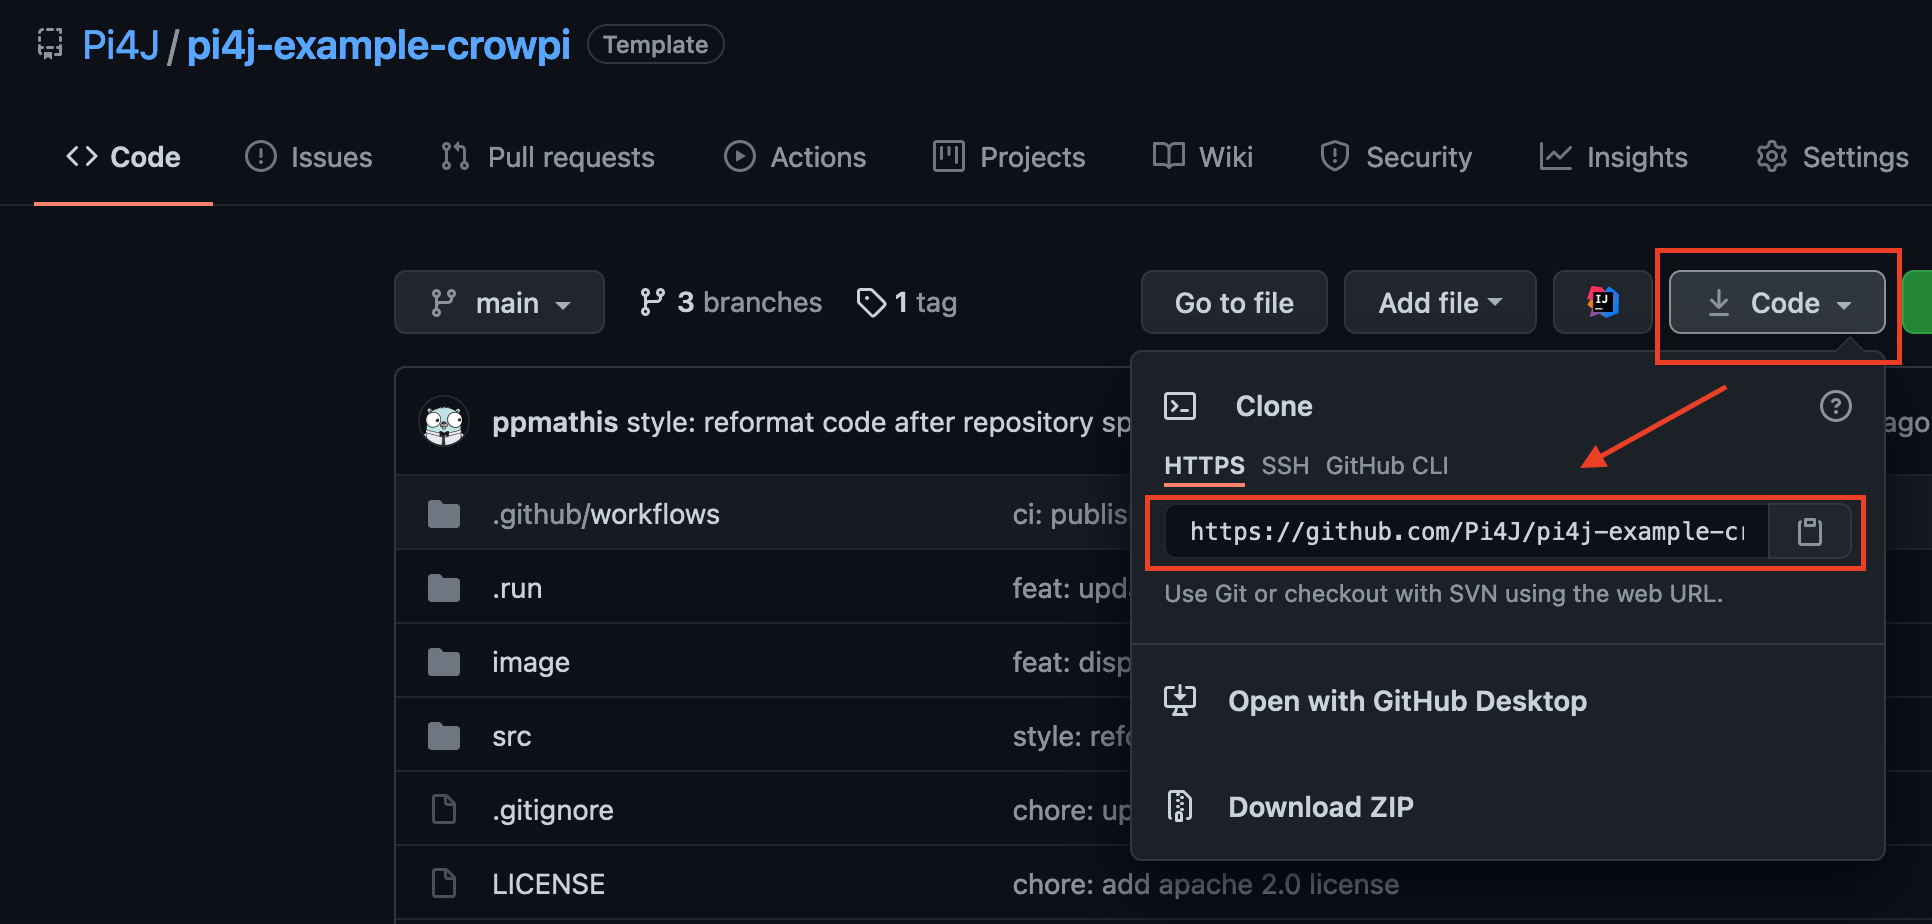 Pi4J / pi4j-example-crowpi Template
Code Issues Pull requests Actions Projects Wiki Security Insights Settings
main 3 branches 1 tag Go to file Add file IJ Code
ppmathis style: reformat code after repository sp
ago
Clone
HTTPS SSH GitHub CLI
.github/workflows ci: publis
https://github.com/Pi4J/pi4j-example-cr
.run feat: upd
Use Git or checkout with SVN using the web URL.
image feat: disp
Open with GitHub Desktop
src style: refo
.gitignore chore: up
Download ZIP
LICENSE chore: add apache 2.0 license